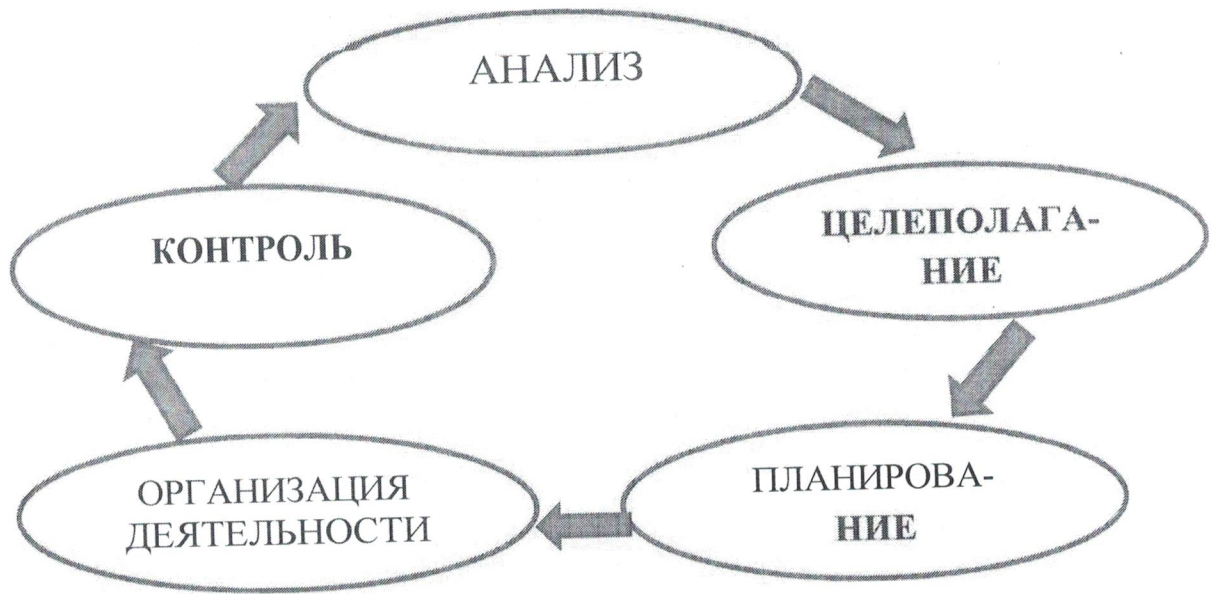 АНАЛИЗ
ЦЕЛЕПОЛАГА-
НИЕ
ПЛАНИРОВА-
НИЕ
ОРГАНИЗАЦИЯ
ДЕЯТЕЛЬНОСТИ
КОНТРОЛЬ